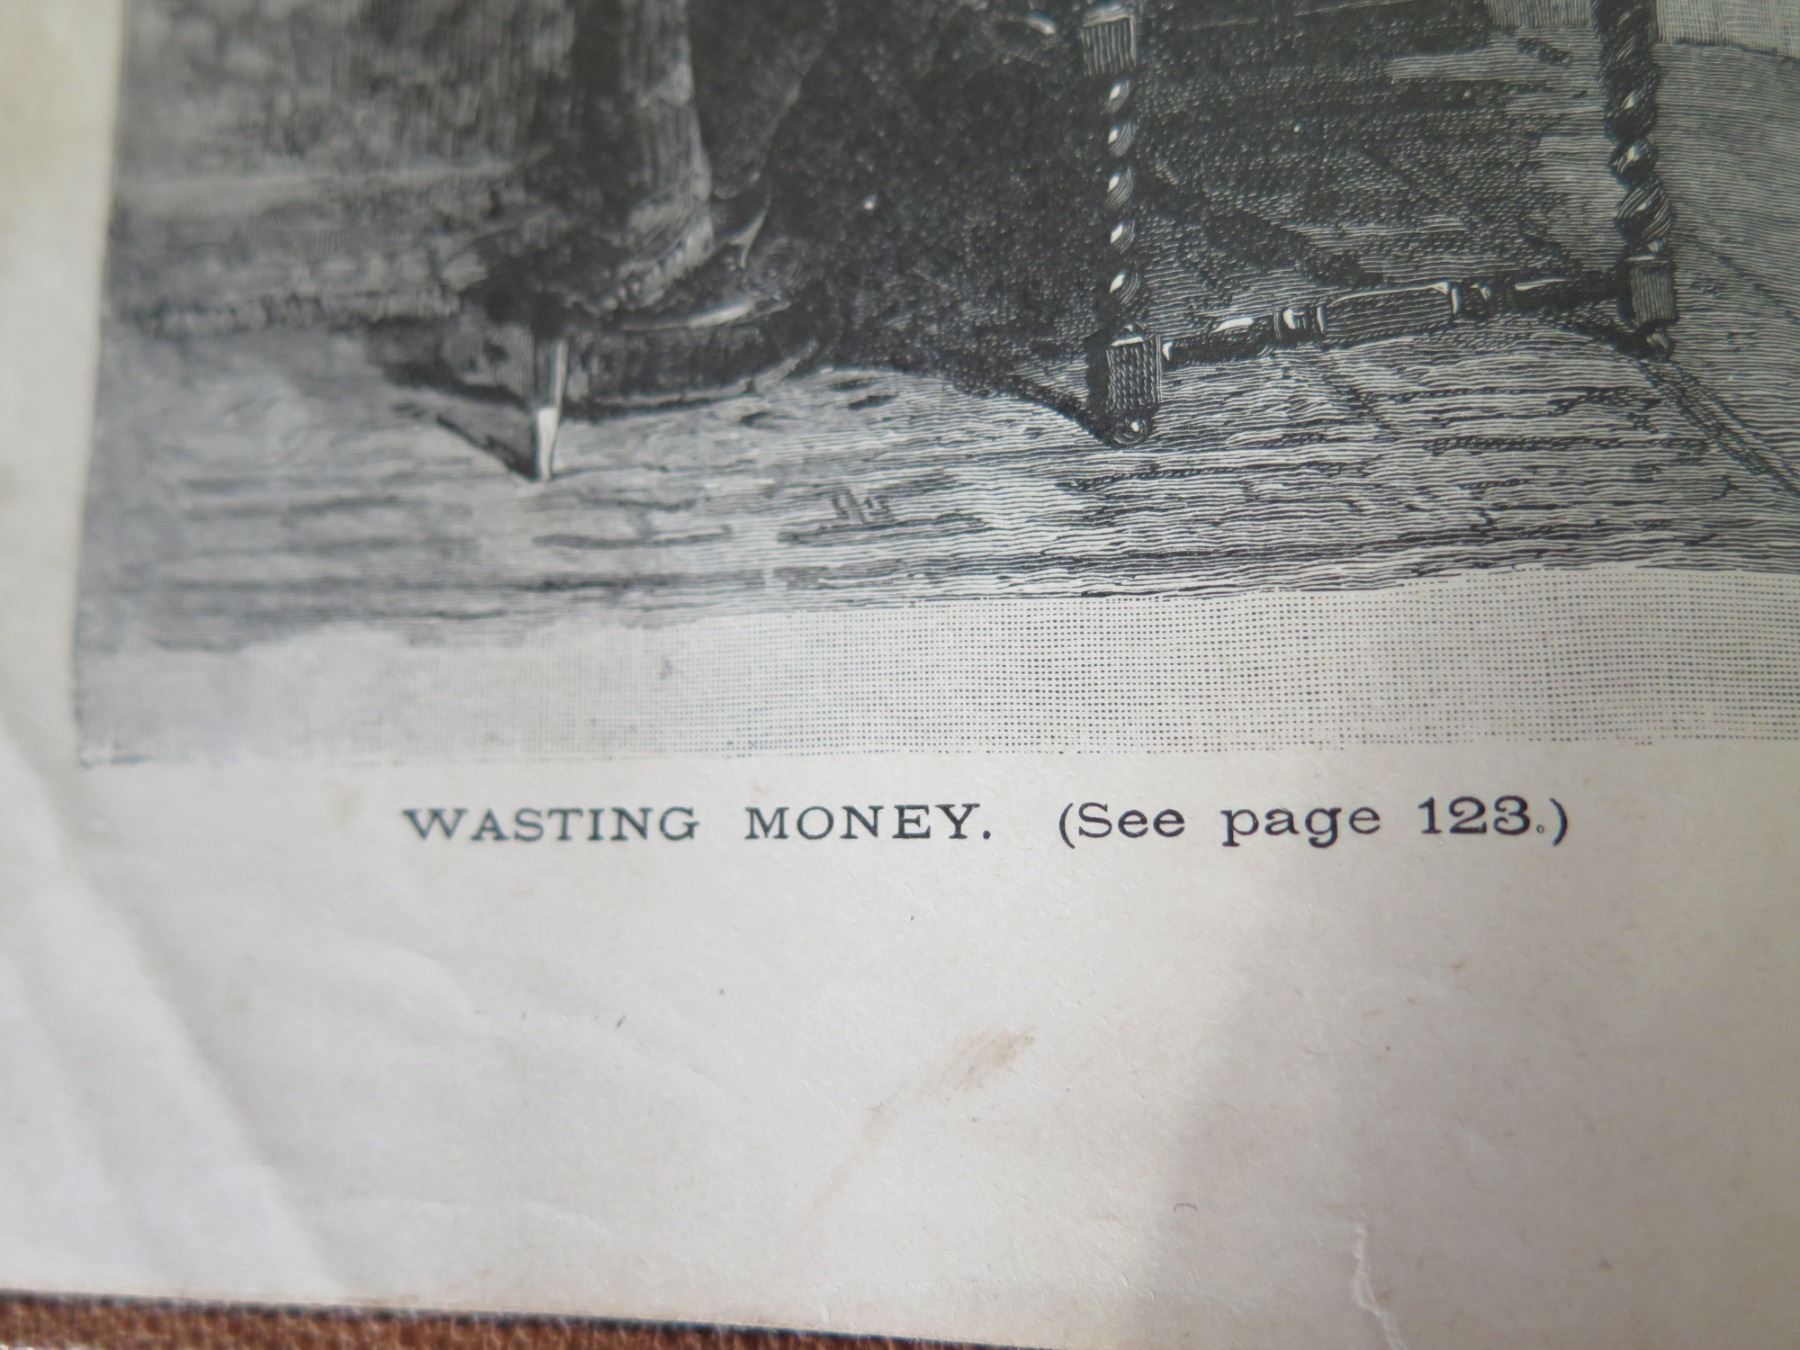 WASTING MONEY. (See page 123.)